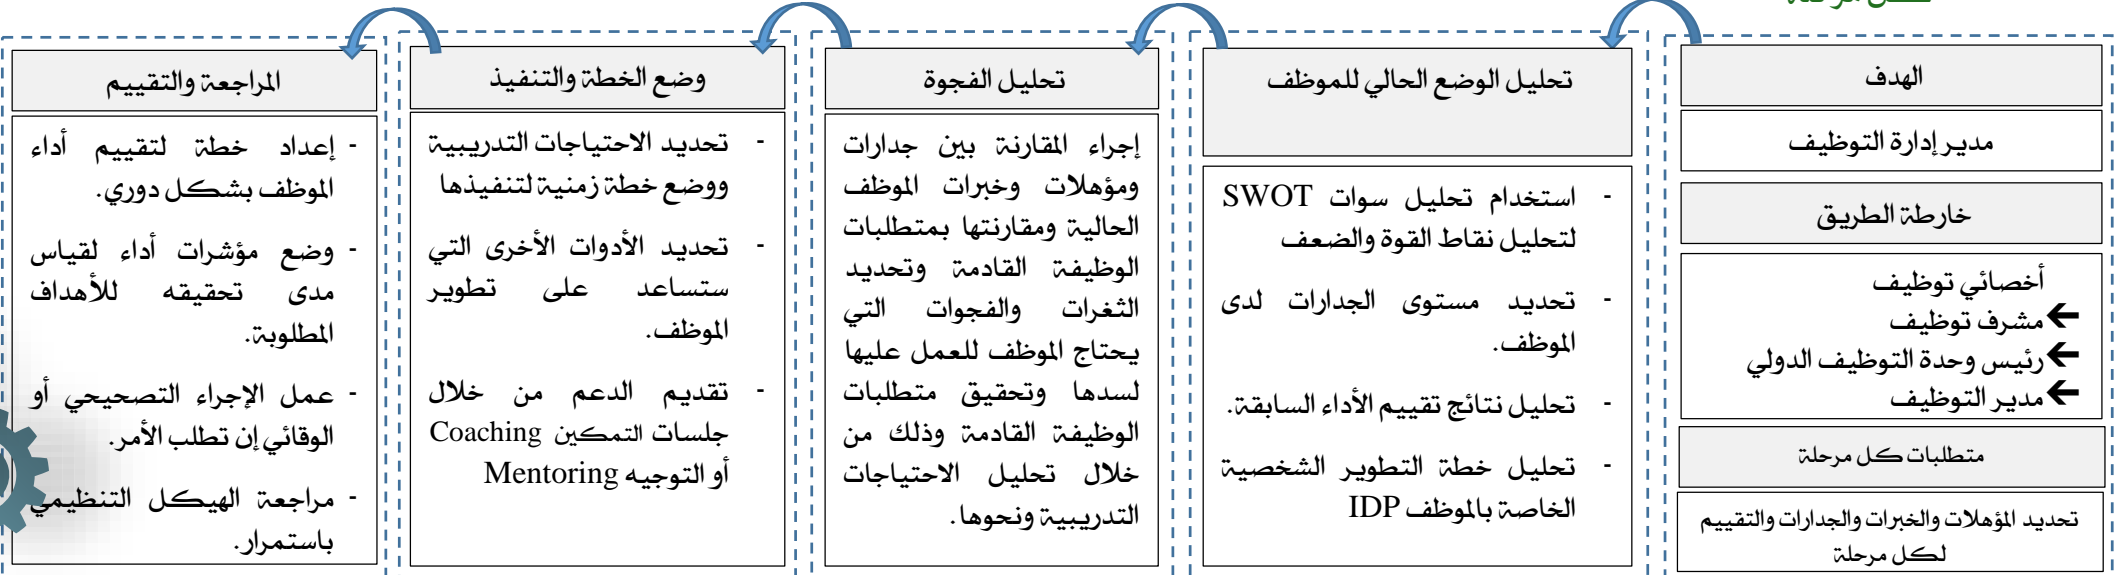 الهدف
مدير إدارة التوظيف
خارطة الطريق
أخصائي توظيف
مشرف توظيف
رئيس وحدة التوظيف الدولي
مدير التوظيف
متطلبات كل مرحلة
تحديد المؤهلات والخبرات والجدارات والتقييم
لكل مرحلة
تحليل الوضع الحالي للموظف
- استخدام تحليل سوات SWOT
لتحليل نقاط القوة والضعف
- تحديد مستوى الجدارات لدى
الموظف.
- تحليل نتائج تقييم الأداء السابقة.
- تحليل خطة التطوير الشخصية
الخاصة بالموظف IDP
تحليل الفجوة
إجراء المقارنة بين جدارات
ومؤهلات وخبرات الموظف
الحالية ومقارنتها بمتطلبات
الوظيفة القادمة وتحديد
الثغرات والفجوات التي
يحتاج الموظف للعمل عليها
لسدها وتحقيق متطلبات
الوظيفة القادمة وذلك من
خلال تحليل الاحتياجات
التدريبية ونحوها.
وضع الخطة والتنفيذ
- تحديد الاحتياجات التدريبية
ووضع خطة زمنية لتنفيذها
- تحديد الأدوات الأخرى التي
ستساعد على تطوير
الموظف.
- تقديم الدعم من خلال
جلسات التمكين Coaching
أو التوجيه Mentoring
المراجعة والتقييم
- إعداد خطة لتقييم أداء
الموظف بشكل دوري.
- وضع مؤشرات أداء لقياس
مدى تحقيقه للأهداف
المطلوبة.
- عمل الإجراء التصحيحي أو
الوقائي إن تطلب الأمر.
- مراجعة الهيكل التنظيمي
باستمرار.